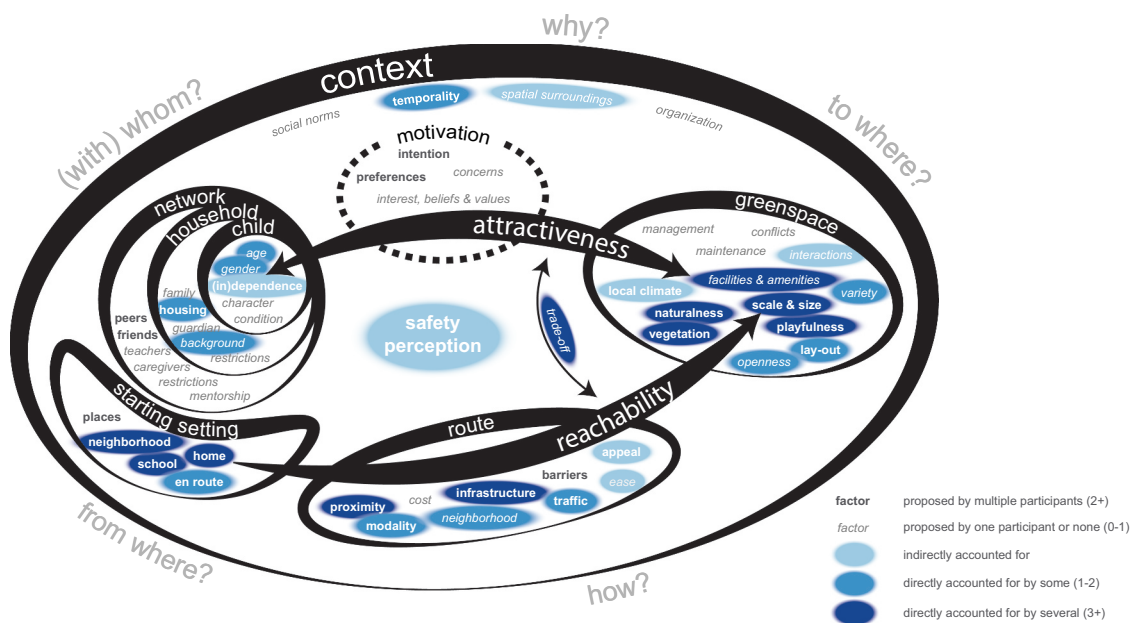 why?
context
(with) whom?
to where?
temporality
spatial surroundings
social norms
organization
motivation
intention
preferences
concerns
interest, beliefs & values
network
household
child
age
gender
(in)dependence
family
character
housing
condition
peers
guardian
friends
background
teachers
restrictions
caregivers
restrictions
mentorship
attractiveness
greenspace
management
conflicts
maintenance
interactions
facilities & amenities
local climate
variety
scale & size
naturalness
playfulness
vegetation
lay-out
openness
safety
perception
trade-off
starting setting
places
neighborhood
home
school
en route
route
reachability
appeal
barriers
ease
infrastructure
cost
traffic
proximity
modality
neighborhood
from where?
how?
factor proposed by multiple participants (2+)
factor proposed by one participant or none (0-1)
indirectly accounted for
directly accounted for by some (1-2)
directly accounted for by several (3+)